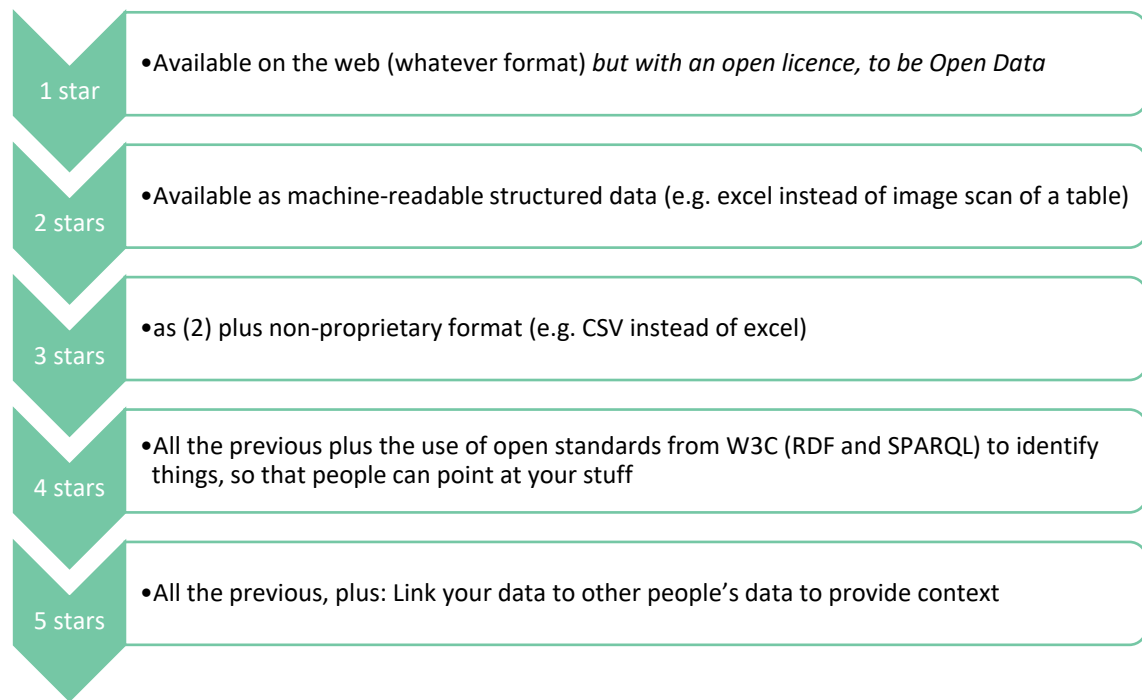 1 star
•Available on the web (whatever format) but with an open licence, to be Open Data
2 stars
•Available as machine-readable structured data (e.g. excel instead of image scan of a table)
3 stars
•as (2) plus non-proprietary format (e.g. CSV instead of excel)
4 stars
•All the previous plus the use of open standards from W3C (RDF and SPARQL) to identify
things, so that people can point at your stuff
5 stars
•All the previous, plus: Link your data to other people’s data to provide context